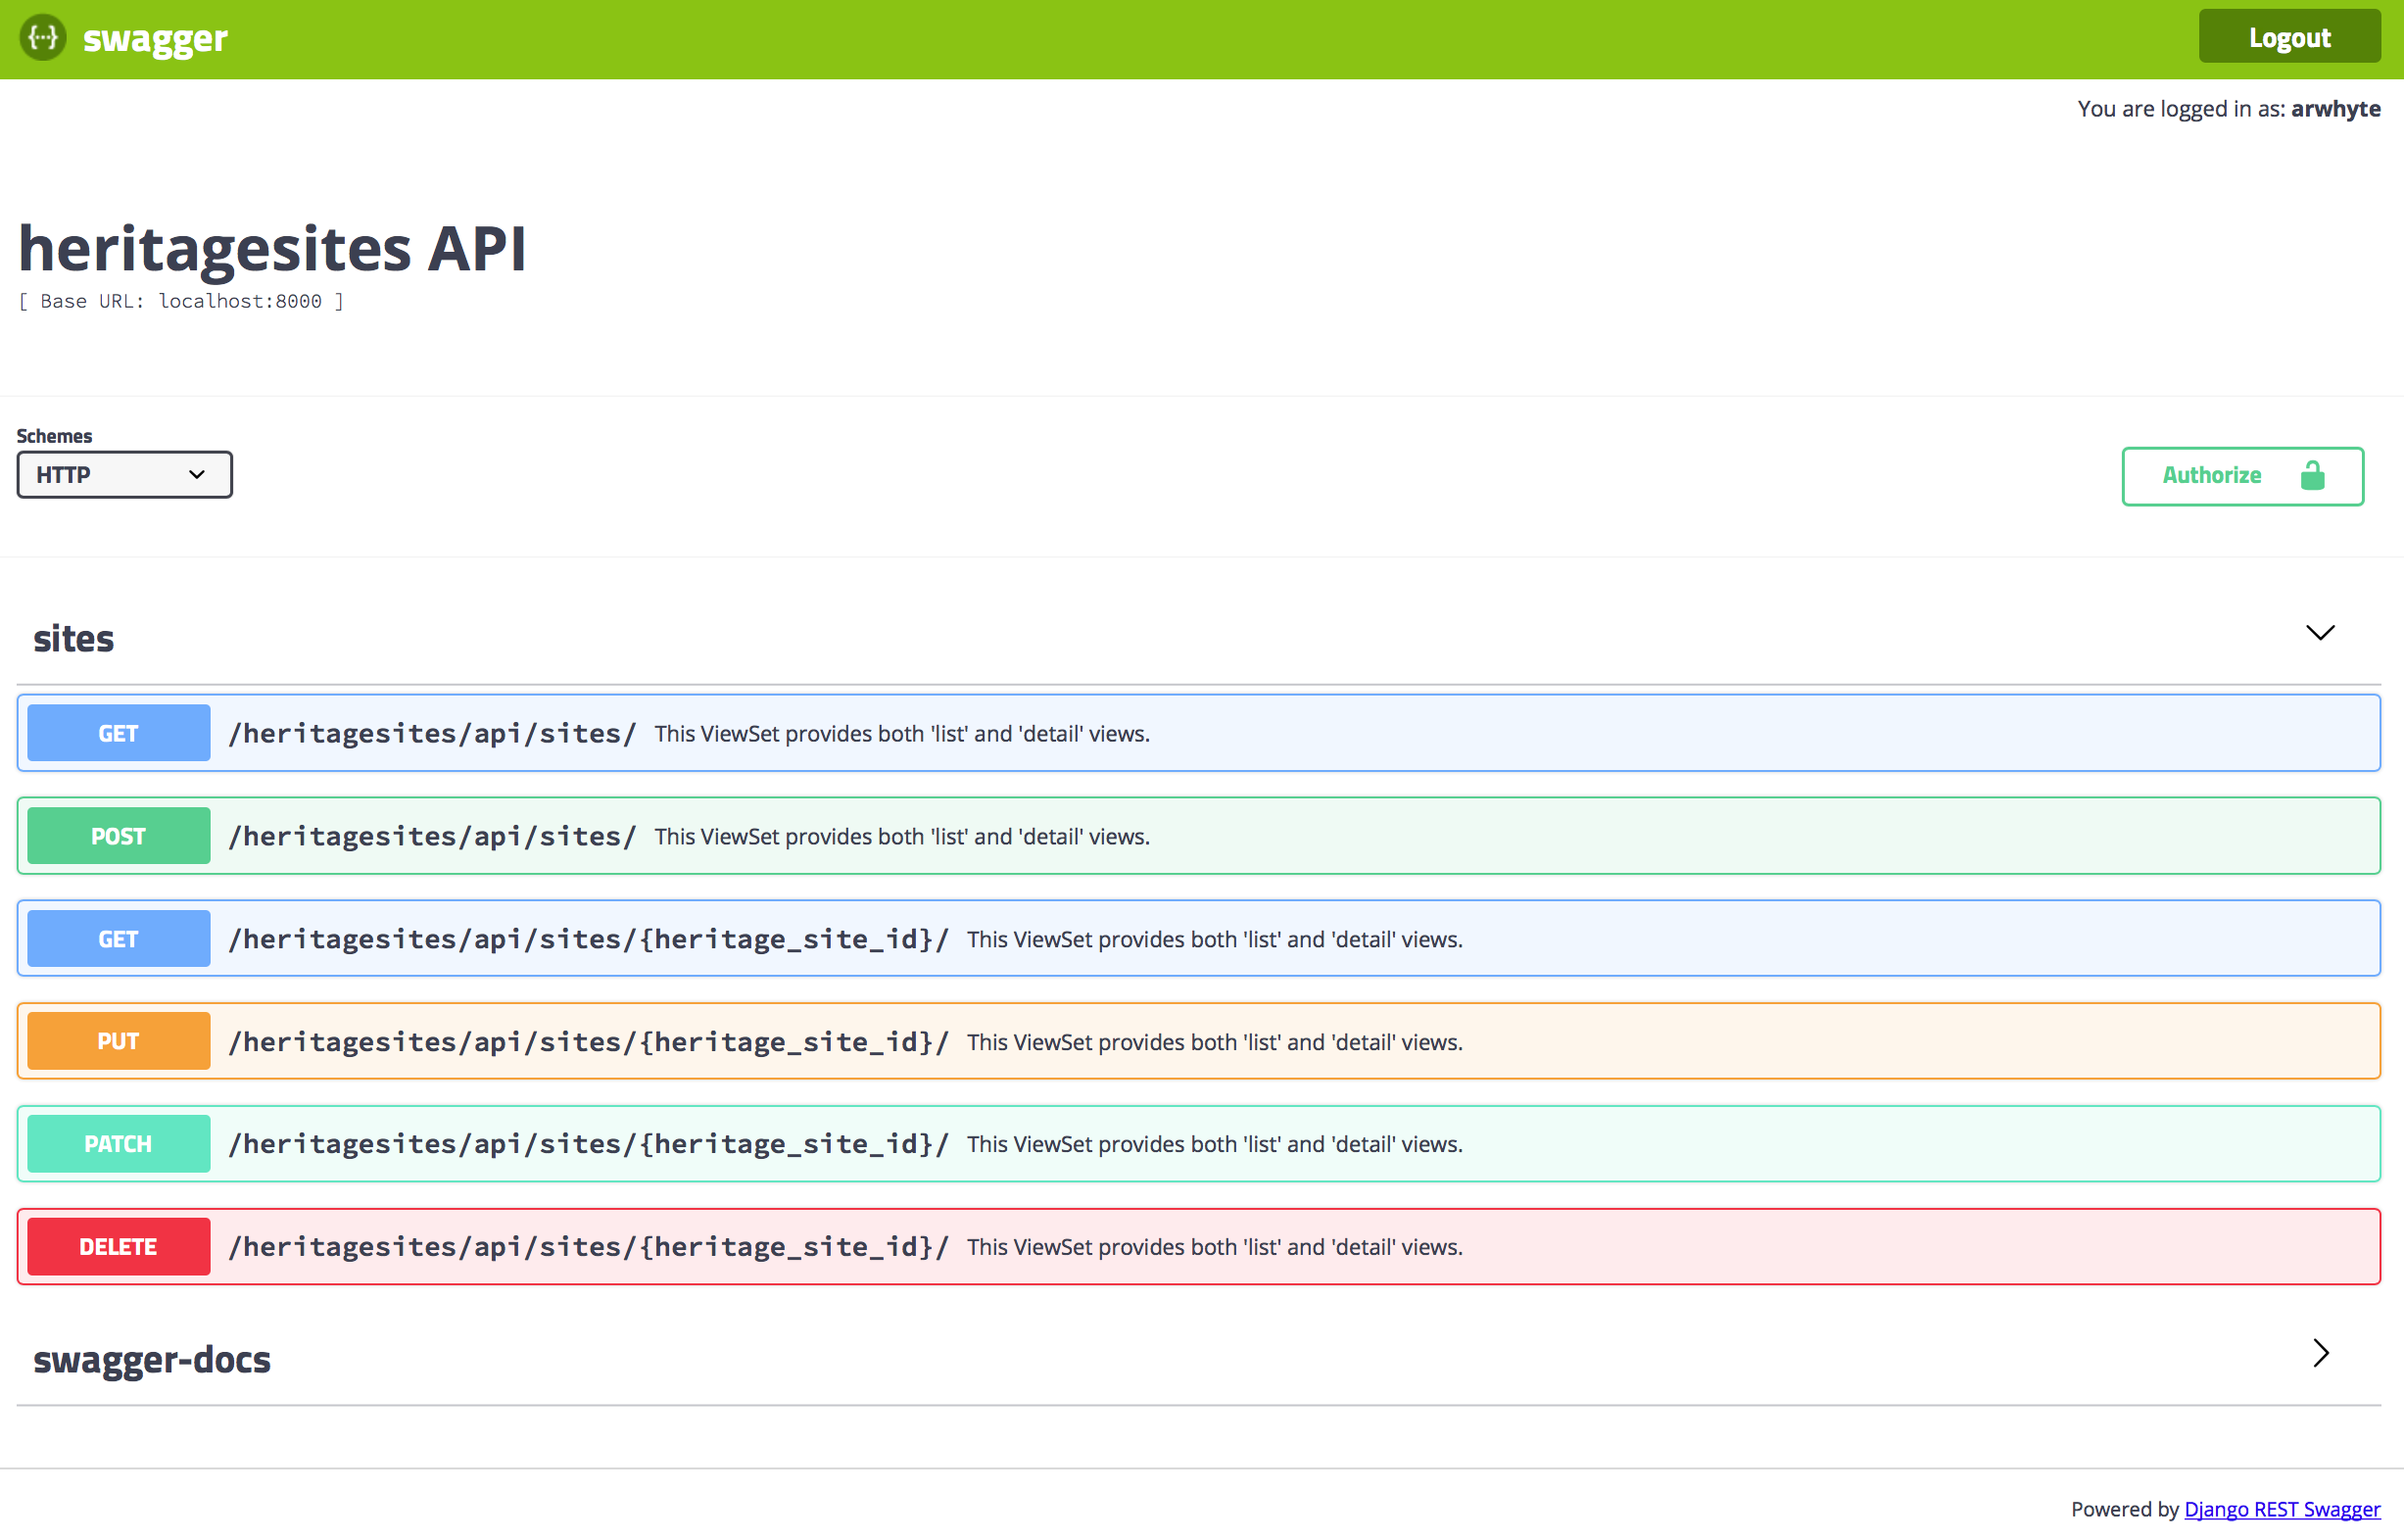 {···} swagger
Logout
You are logged in as: arwhyte
heritagesites API
[ Base URL: localhost:8000 ]
Schemes
HTTP
Authorize
sites
GET /heritagesites/api/sites/ This ViewSet provides both 'list' and 'detail' views.
POST /heritagesites/api/sites/ This ViewSet provides both 'list' and 'detail' views.
GET /heritagesites/api/sites/{heritage_site_id}/ This ViewSet provides both 'list' and 'detail' views.
PUT /heritagesites/api/sites/{heritage_site_id}/ This ViewSet provides both 'list' and 'detail' views.
PATCH /heritagesites/api/sites/{heritage_site_id}/ This ViewSet provides both 'list' and 'detail' views.
DELETE /heritagesites/api/sites/{heritage_site_id}/ This ViewSet provides both 'list' and 'detail' views.
swagger-docs
Powered by Django REST Swagger